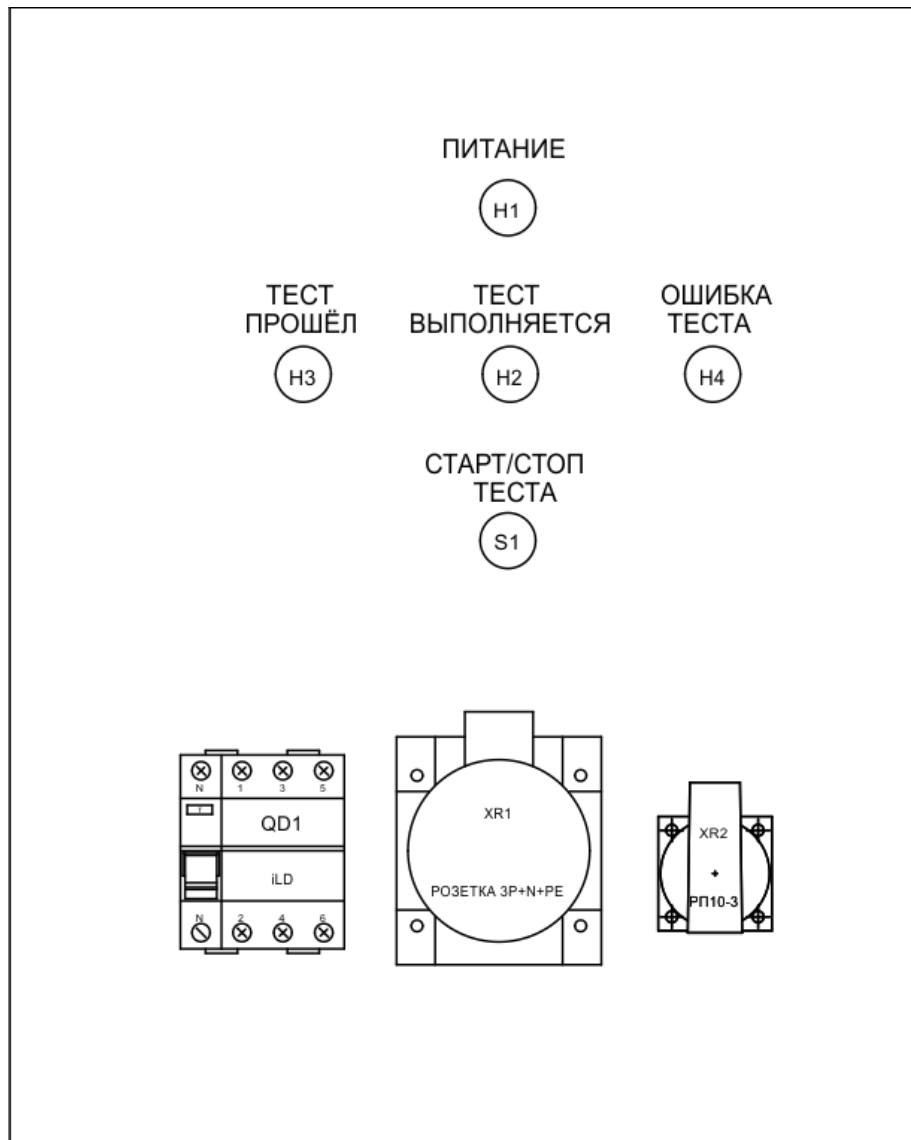 ПИТАНИЕ
H1
ТЕСТ
ПРОШЁЛ
ТЕСТ
ВЫПОЛНЯЕТСЯ
ОШИБКА
ТЕСТА
H3
H2
H4
СТАРТ/СТОП
ТЕСТА
S1
N 1 3 5
T
QD1
iLD
N 2 4 6
XR1
РОЗЕТКА 3P+N+PE
XR2
РП10-3